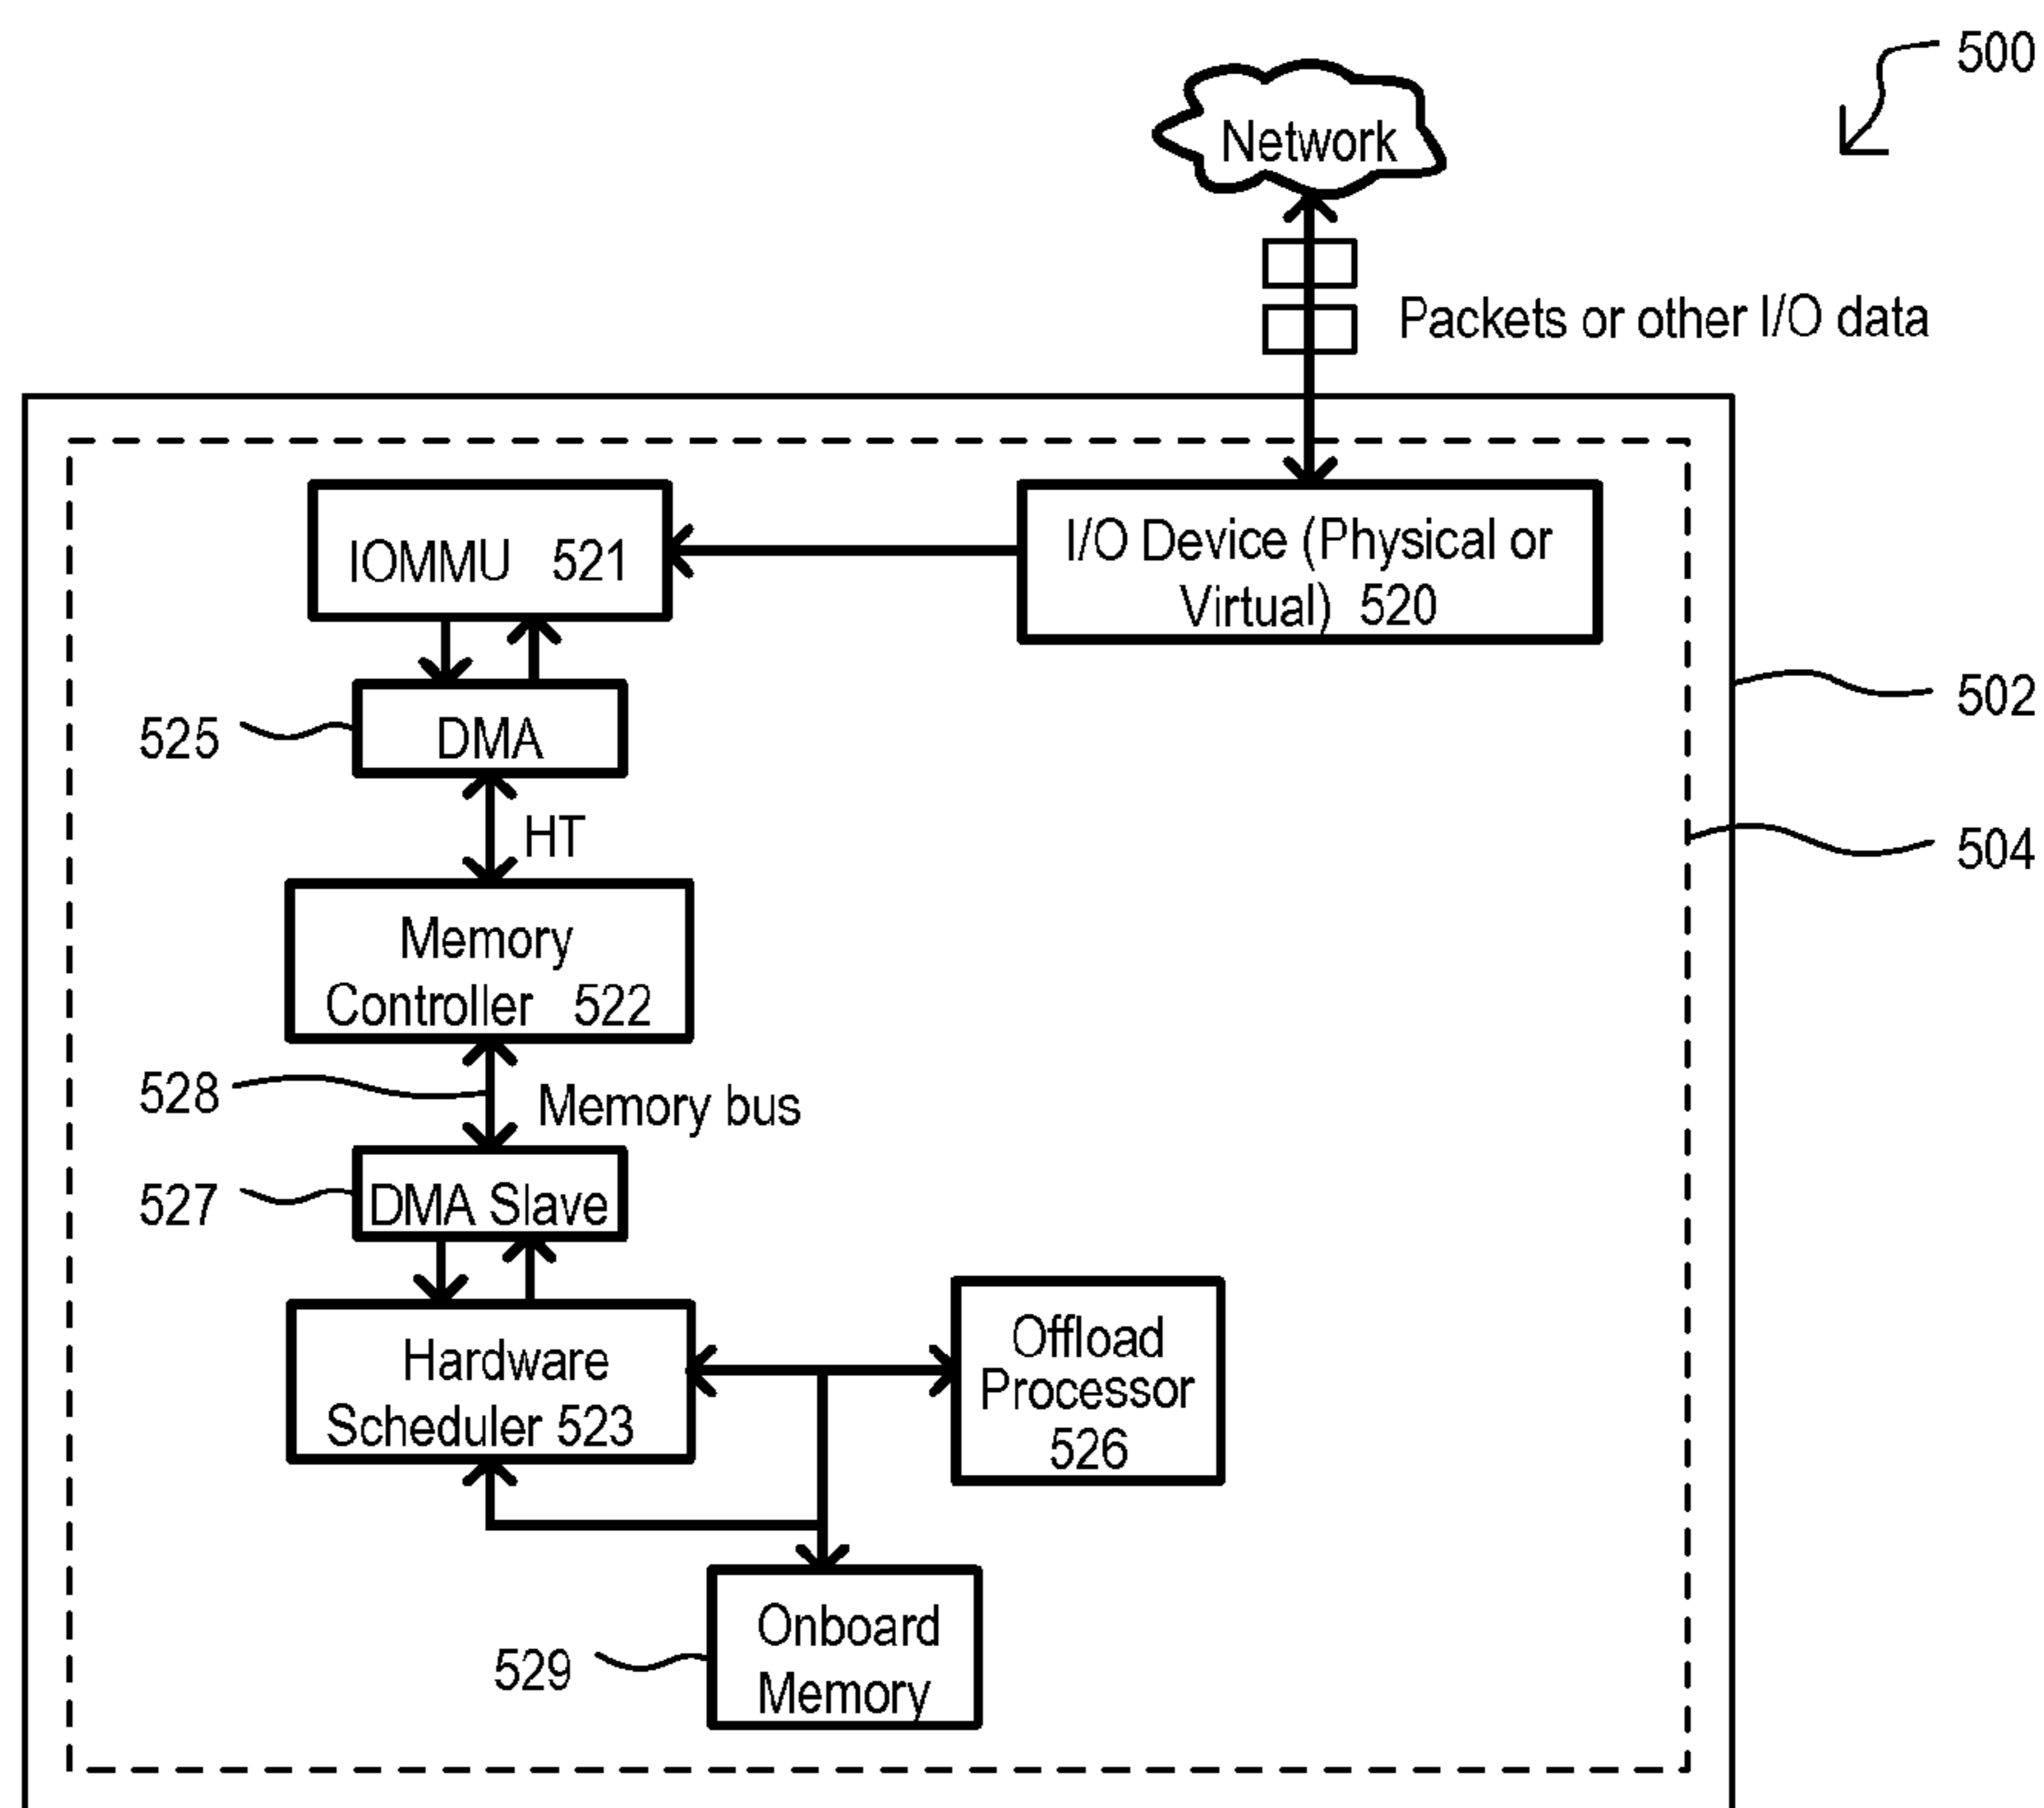 500
Network
Packets or other I/O data
I/O Device (Physical or
Virtual) 520
IOMMU 521
502
525
DMA
HT
504
Memory
Controller 522
528
Memory bus
527
DMA Slave
Hardware
Scheduler 523
Offload
Processor
526
529
Onboard
Memory